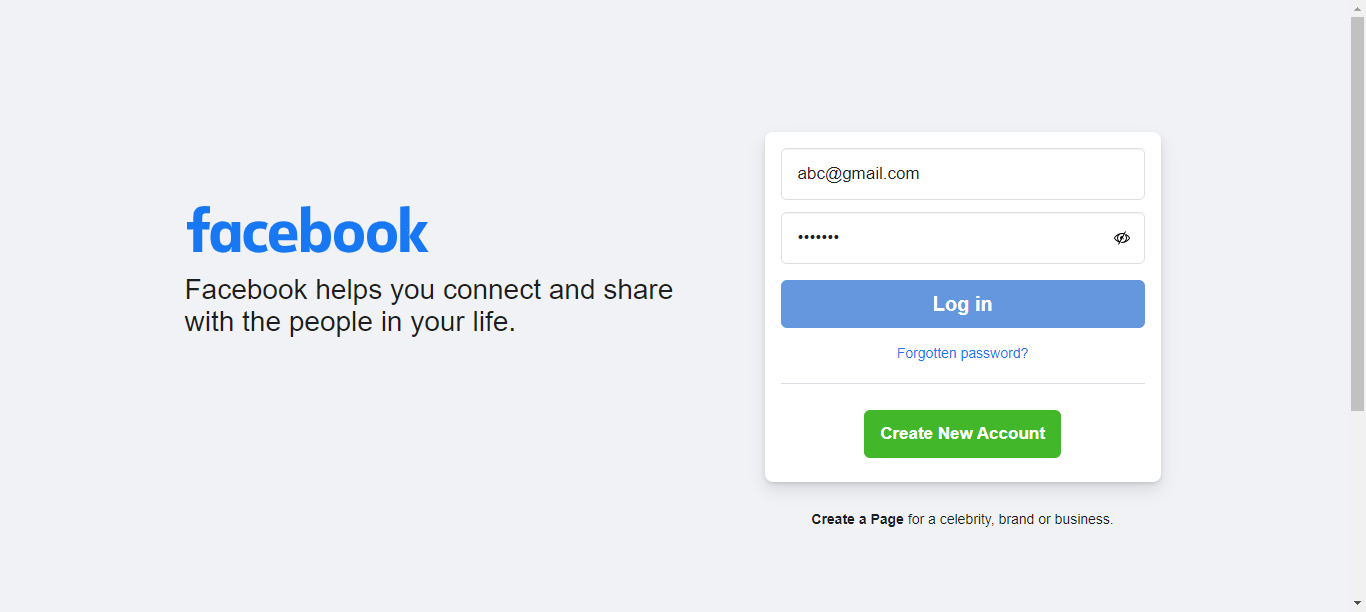 facebook
Facebook helps you connect and share
with the people in your life.
abc@gmail.com
•••••••
Log in
Forgotten password?
Create New Account
Create a Page for a celebrity, brand or business.